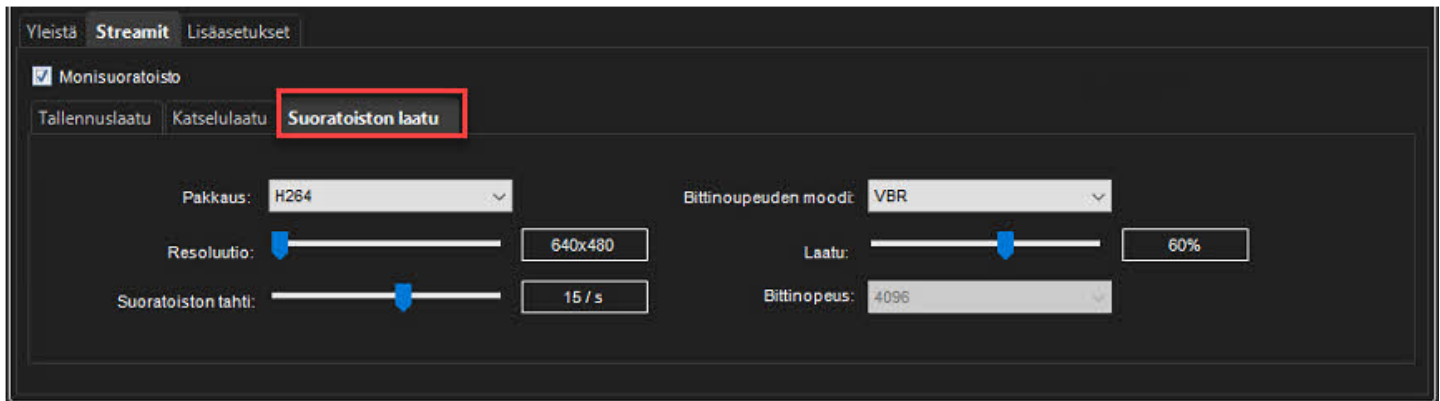 Yleistä Streamit Lisäasetukset
Monisuoratoisto
Tallennuslaatu Katselulaatu Suoratoiston laatu
Pakkaus: H264 Bittinoupeuden moodi: VBR
Resoluutio: 640x480 Laatu: 60%
Suoratoiston tahti: 15 / s Bittinopeus: 4096